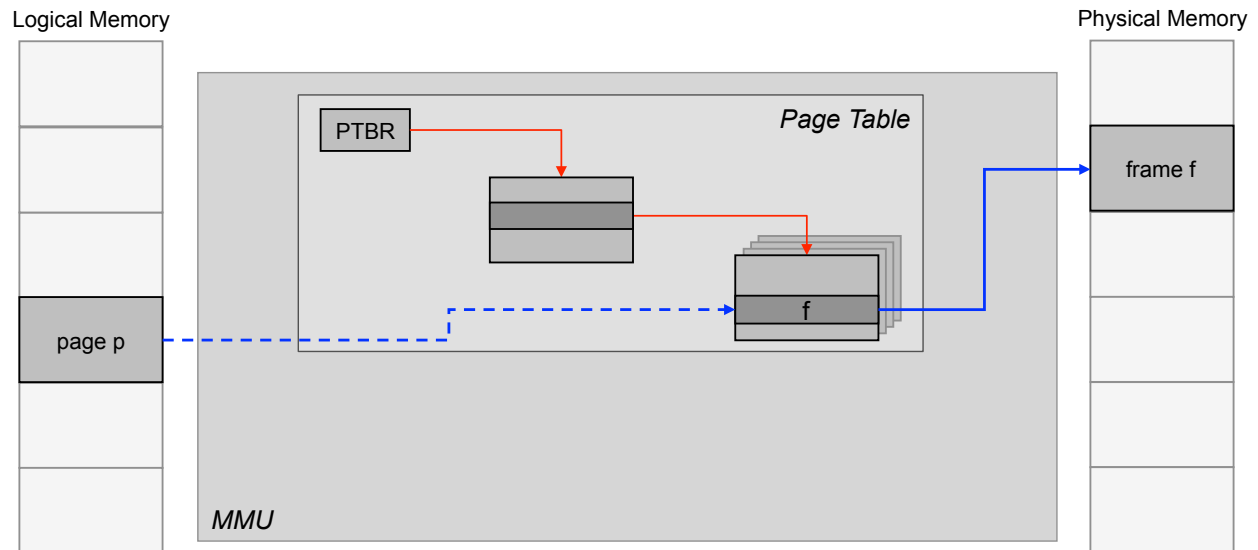 Logical Memory
Physical Memory
PTBR
Page Table
frame f
f
page p
MMU